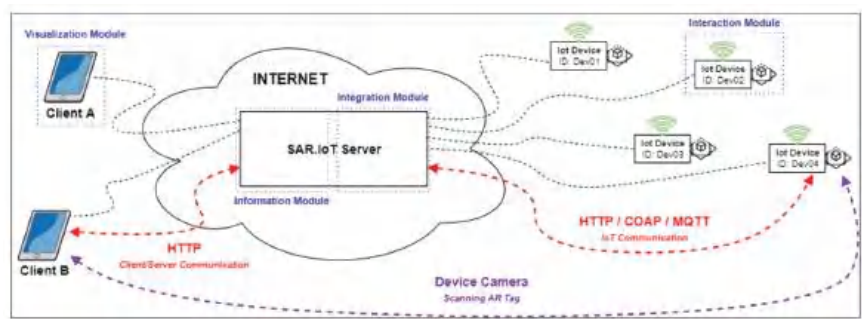 Visualization Module
Client A
INTERNET
Integration Module
SAR.IoT Server
Information Module
Interaction Module
Iot Device
ID: Dev01
Iot Device
ID: Dev02
Iot Device
ID: Dev03
Iot Device
ID: Dev04
Client B
HTTP
Client/Server Communication
HTTP / COAP / MQTT
IoT Communication
Device Camera
Scanning AR Tag